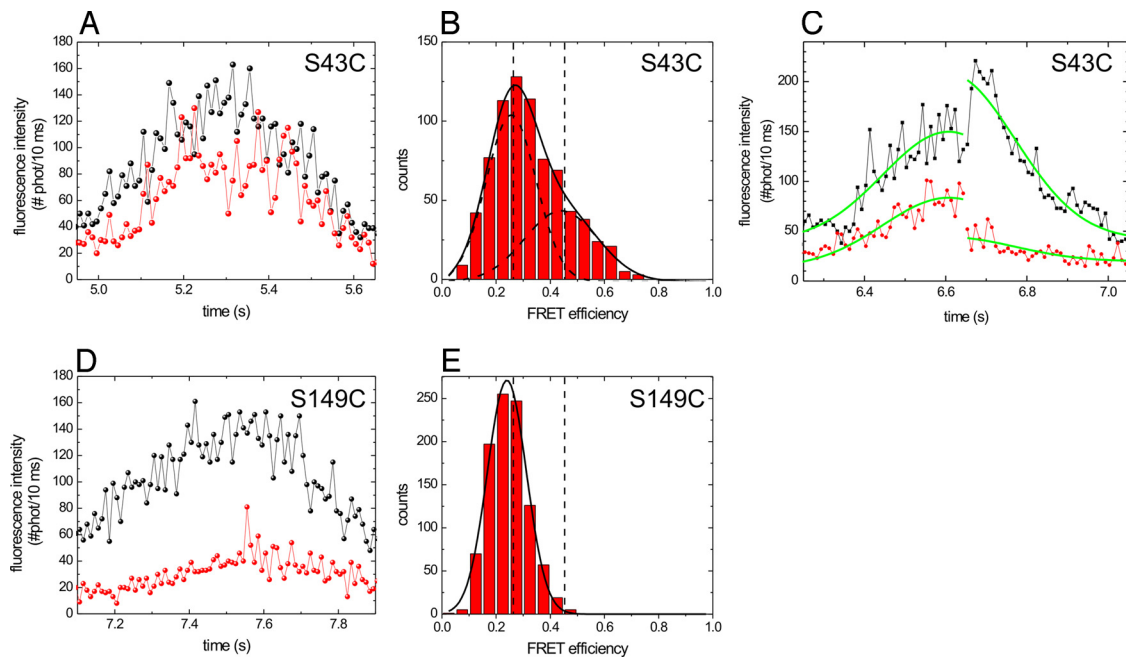 A
S43C
fluorescence intensity
(# phot/10 ms)
180
160
140
120
100
80
60
40
20
0
5.0
5.2
5.4
5.6
time (s)
B
S43C
counts
150
100
50
0
0.0
0.2
0.4
0.6
0.8
1.0
FRET efficiency
C
S43C
fluorescence intensity
(#phot/10 ms)
200
150
100
50
0
6.4
6.6
6.8
7.0
time (s)
D
S149C
fluorescence intensity
(#phot/10 ms)
180
160
140
120
100
80
60
40
20
0
7.2
7.4
7.6
7.8
time (s)
E
S149C
counts
250
200
150
100
50
0
0.0
0.2
0.4
0.6
0.8
1.0
FRET efficiency